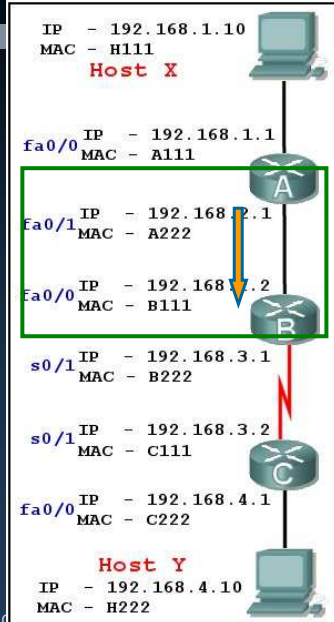 IP - 192.168.1.10
MAC - H111
Host X
fa0/0 IP - 192.168.1.1
MAC - A111
A
fa0/1 IP - 192.168.2.1
MAC - A222
fa0/0 IP - 192.168. .2
MAC - B111
B
s0/1 IP - 192.168.3.1
MAC - B222
s0/1 IP - 192.168.3.2
MAC - C111
C
fa0/0 IP - 192.168.4.1
MAC - C222
Host Y
IP - 192.168.4.10
MAC - H222